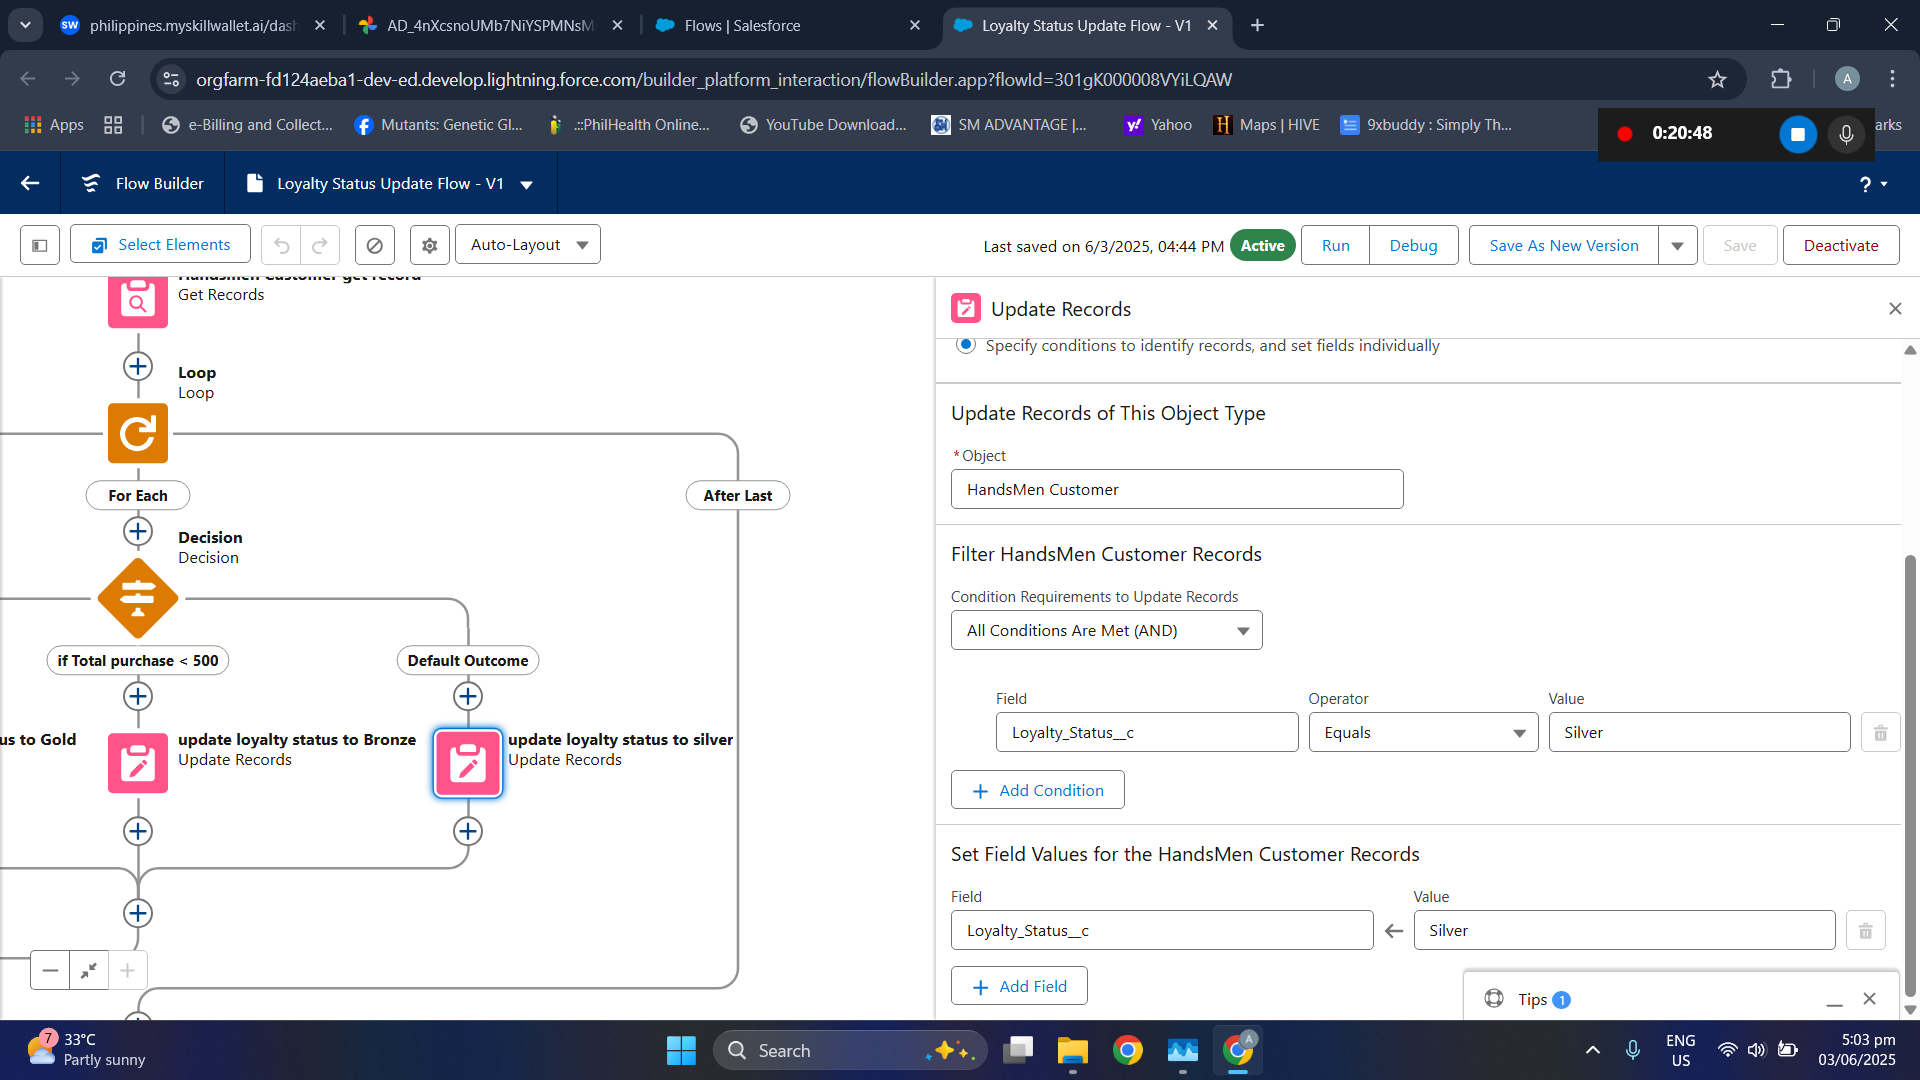 philippines.myskillwallet.ai/dash
AD_4nXcsnoUMb7NiYSPMNsM
Flows | Salesforce
Loyalty Status Update Flow - V1
orgfarm-fd124aeba1-dev-ed.develop.lightning.force.com/builder_platform_interaction/flowBuilder.app?flowId=301gK000008VYiLQAW
A
Apps
e-Billing and Collect...
Mutants: Genetic Gl...
.::PhilHealth Online...
YouTube Download...
SM ADVANTAGE |...
Yahoo
Maps | HIVE
9xbuddy : Simply Th...
0:20:48
arks
Flow Builder
Loyalty Status Update Flow - V1
?
Select Elements
Auto-Layout
Last saved on 6/3/2025, 04:44 PM
Active
Run
Debug
Save As New Version
Save
Deactivate
Handsmen Customer get record
Get Records
Loop
Loop
For Each
After Last
Decision
Decision
if Total purchase < 500
Default Outcome
us to Gold
update loyalty status to Bronze
Update Records
update loyalty status to silver
Update Records
Update Records
Specify conditions to identify records, and set fields individually
Update Records of This Object Type
* Object
HandsMen Customer
Filter HandsMen Customer Records
Condition Requirements to Update Records
All Conditions Are Met (AND)
Field
Operator
Value
Loyalty_Status__c
Equals
Silver
Add Condition
Set Field Values for the HandsMen Customer Records
Field
Value
Loyalty_Status__c
Silver
Add Field
Tips 1
7
33°C
Partly sunny
Search
A
ENG
US
5:03 pm
03/06/2025